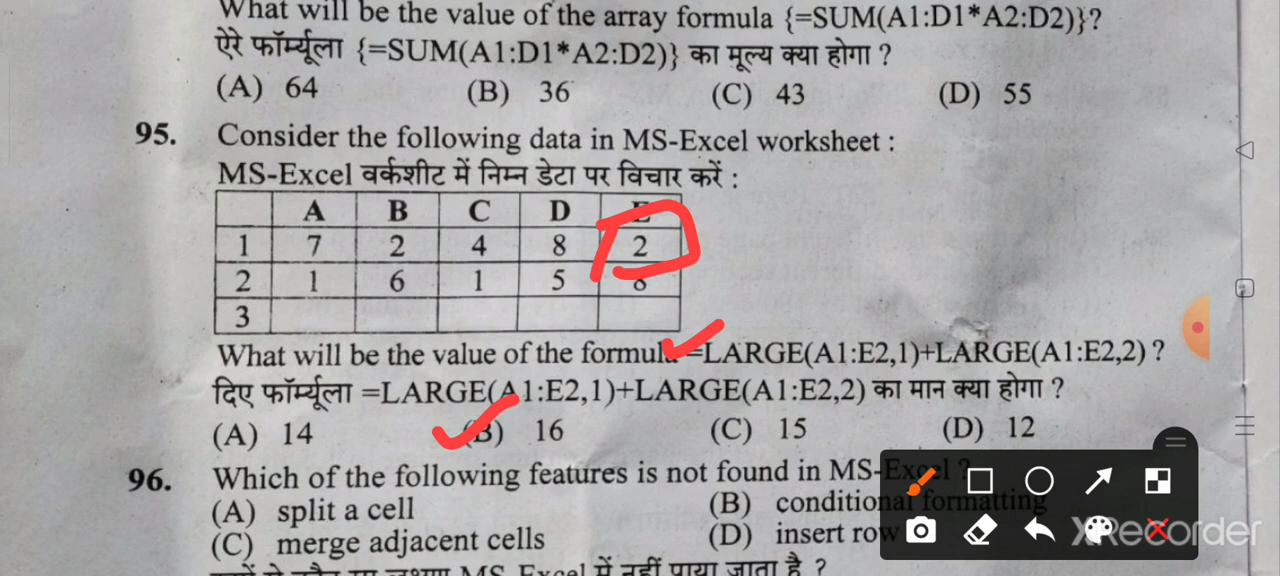 What will be the value of the array formula {=SUM(A1:D1*A2:D2)}?
ऐरे फॉर्म्यूला {=SUM(A1:D1*A2:D2)} का मूल्य क्या होगा ?
(A) 64 (B) 36 (C) 43 (D) 55
95. Consider the following data in MS-Excel worksheet :
MS-Excel वर्कशीट में निम्न डेटा पर विचार करें :
A B C D E
1 7 2 4 8 2
2 1 6 1 5 8
3
What will be the value of the formula =LARGE(A1:E2,1)+LARGE(A1:E2,2) ?
दिए फॉर्म्यूला =LARGE(A1:E2,1)+LARGE(A1:E2,2) का मान क्या होगा ?
(A) 14 (B) 16 (C) 15 (D) 12
96. Which of the following features is not found in MS-Excel ?
(A) split a cell (B) conditional formatting
(C) merge adjacent cells (D) insert row
MS-Excel में नहीं पाया जाता है ?
XRecorder